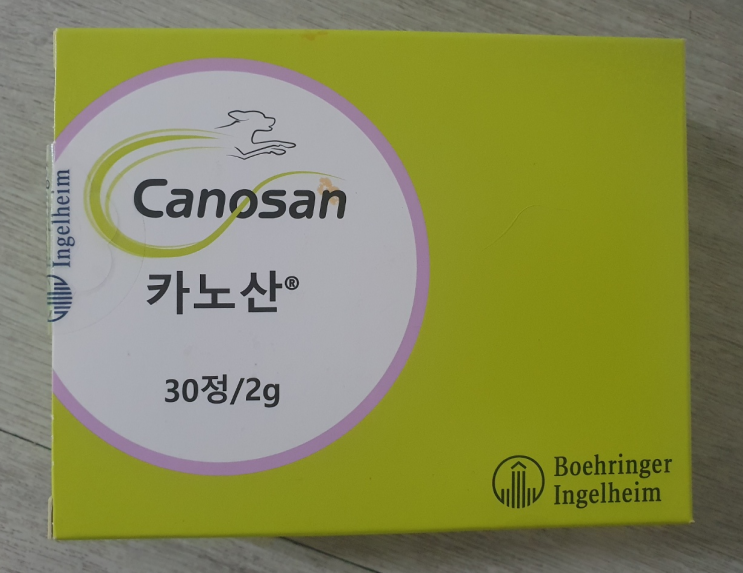 Canosan
카노산®
30정/2g
Boehringer
Ingelheim
Ingelheim